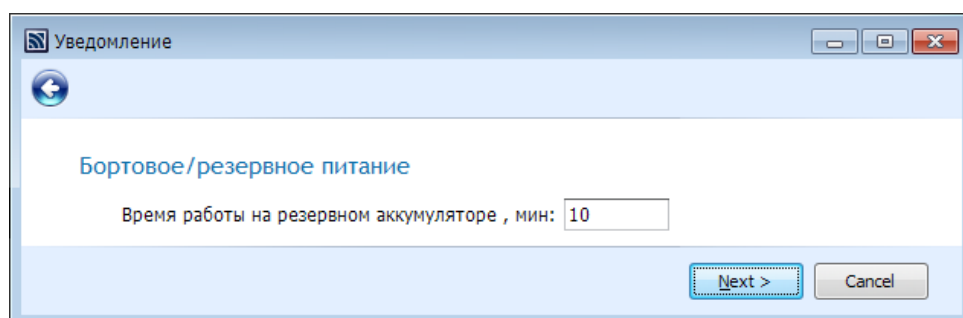 Уведомление
Бортовое/резервное питание
Время работы на резервном аккумуляторе , мин: 10
Next > Cancel